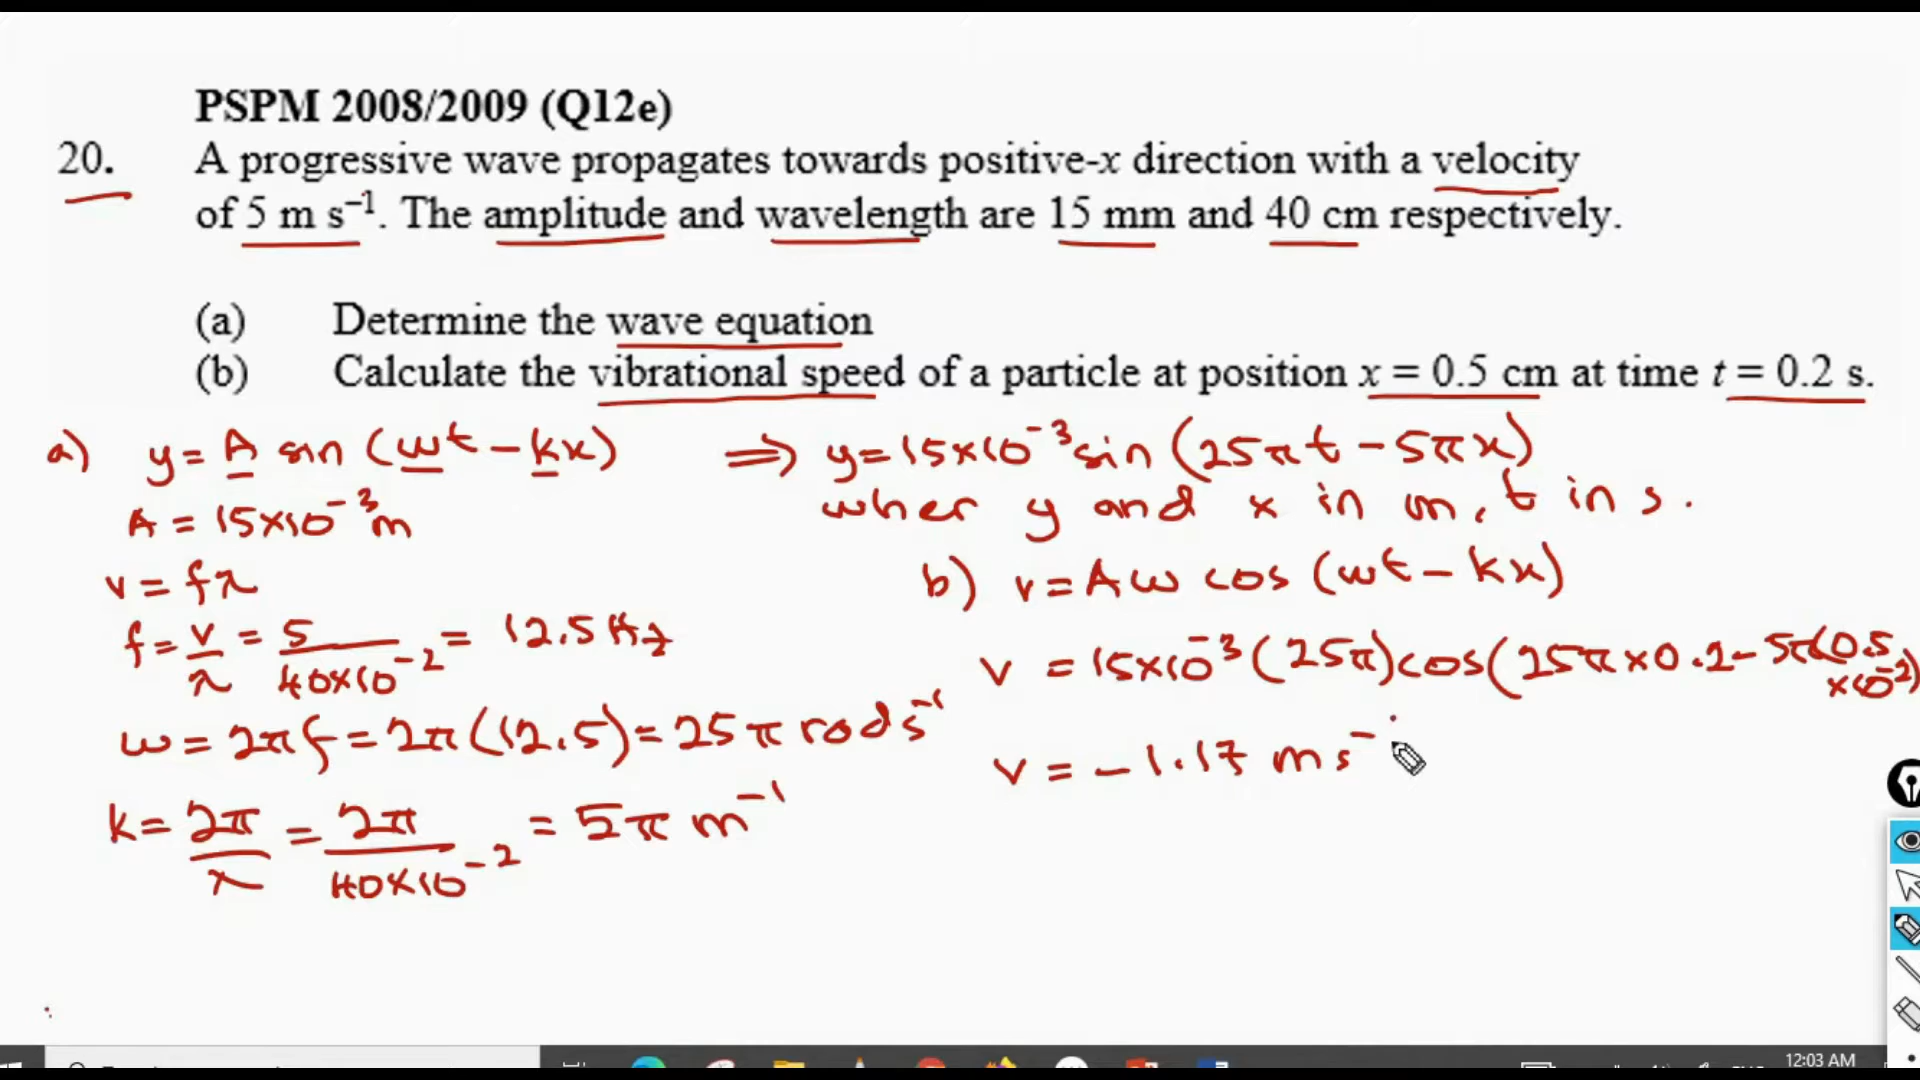 PSPM 2008/2009 (Q12e)
20. A progressive wave propagates towards positive-x direction with a velocity
of 5 m s⁻¹. The amplitude and wavelength are 15 mm and 40 cm respectively.
(a) Determine the wave equation
(b) Calculate the vibrational speed of a particle at position x = 0.5 cm at time t = 0.2 s.
a) y = A sin (ωt - kx)
A = 15×10⁻³ m
v = fλ
f = v/λ = 5/(40×10⁻²) = 12.5 Hz
ω = 2πf = 2π(12.5) = 25π rad s⁻¹
k = 2π/λ = 2π/(40×10⁻²) = 5π m⁻¹
⇒ y = 15×10⁻³ sin (25πt - 5πx)
wher y and x in m, t in s.
b) v = Aω cos (ωt - kx)
v = 15×10⁻³ (25π) cos (25π×0.2 - 5π(0.5×10⁻²)
v = -1.17 m s⁻
12:03 AM